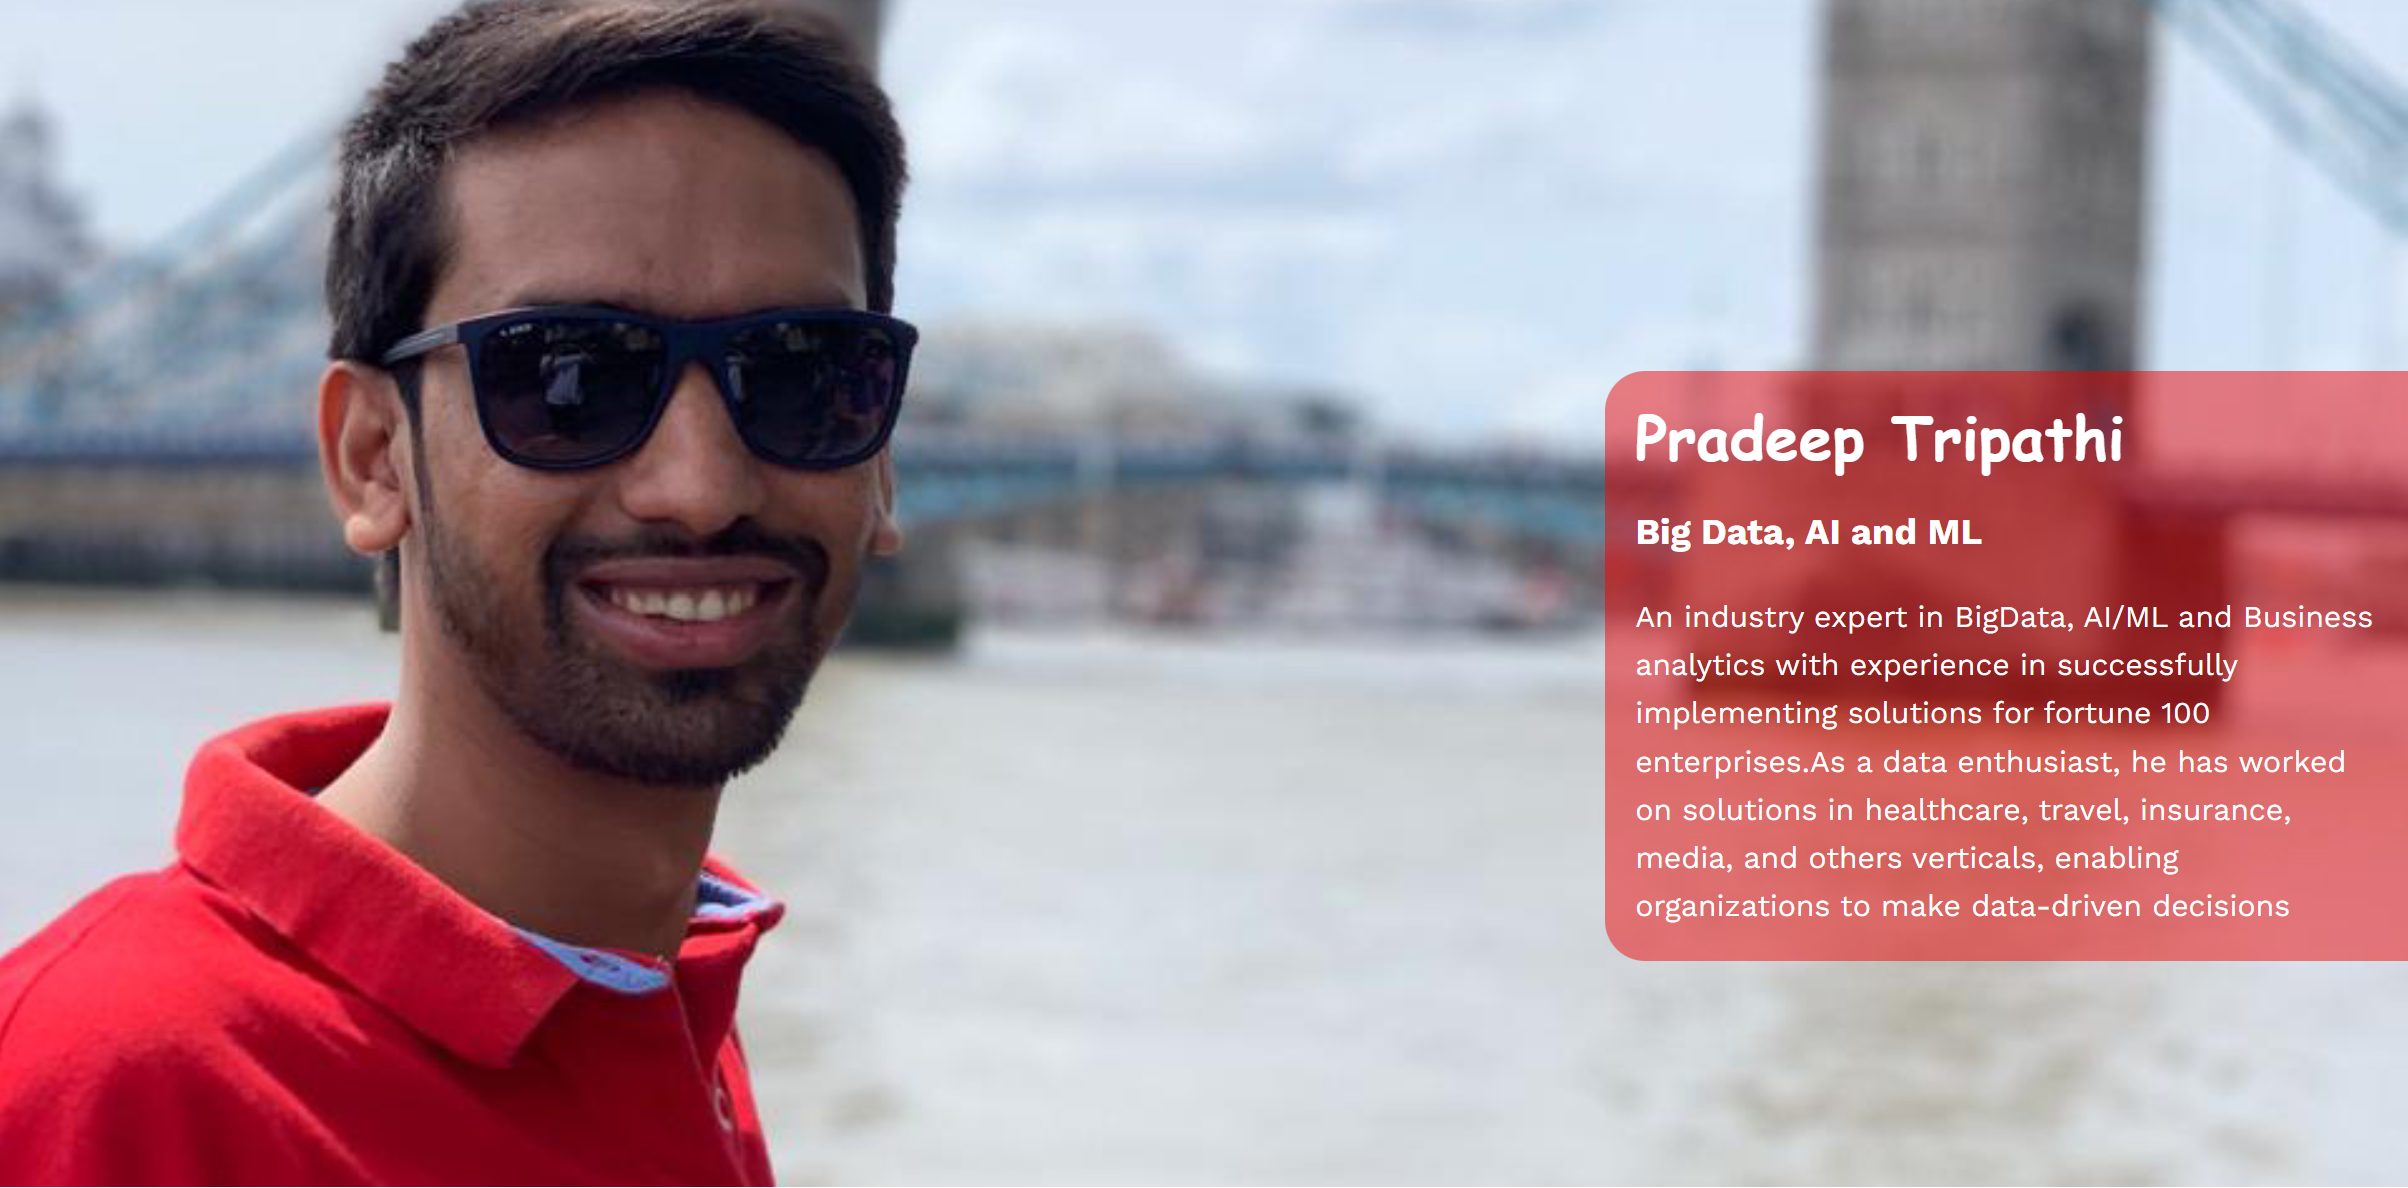 Pradeep Tripathi
Big Data, AI and ML
An industry expert in BigData, AI/ML and Business
analytics with experience in successfully
implementing solutions for fortune 100
enterprises.As a data enthusiast, he has worked
on solutions in healthcare, travel, insurance,
media, and others verticals, enabling
organizations to make data-driven decisions